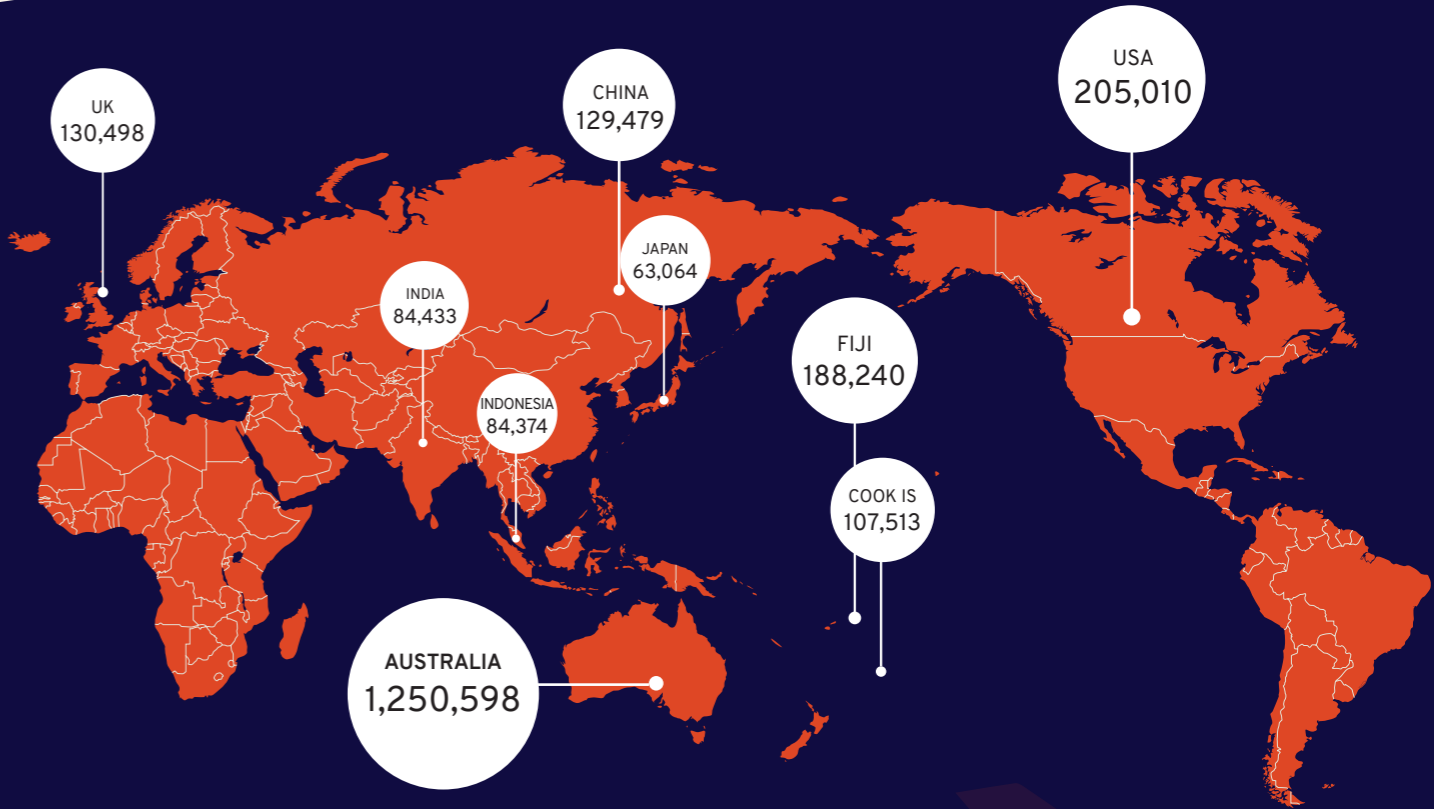 UK
130,498
CHINA
129,479
USA
205,010
JAPAN
63,064
INDIA
84,433
FIJI
188,240
INDONESIA
84,374
COOK IS
107,513
AUSTRALIA
1,250,598